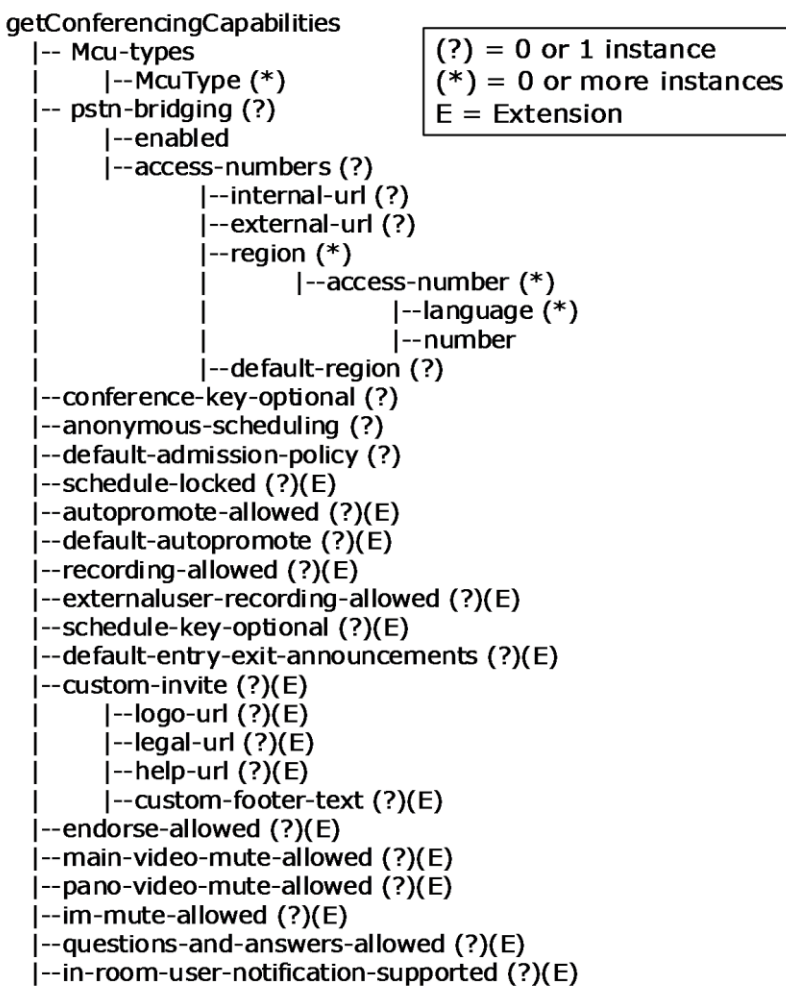 getConferencingCapabilities
|-- Mcu-types
| |--McuType (*)
|-- pstn-bridging (?)
| |--enabled
| |--access-numbers (?)
| |--internal-url (?)
| |--external-url (?)
| |--region (*)
| | |--access-number (*)
| | |--language (*)
| | |--number
| |--default-region (?)
|--conference-key-optional (?)
|--anonymous-scheduling (?)
|--default-admission-policy (?)
|--schedule-locked (?)(E)
|--autopromote-allowed (?)(E)
|--default-autopromote (?)(E)
|--recording-allowed (?)(E)
|--externaluser-recording-allowed (?)(E)
|--schedule-key-optional (?)(E)
|--default-entry-exit-announcements (?)(E)
|--custom-invite (?)(E)
| |--logo-url (?)(E)
| |--legal-url (?)(E)
| |--help-url (?)(E)
| |--custom-footer-text (?)(E)
|--endorse-allowed (?)(E)
|--main-video-mute-allowed (?)(E)
|--pano-video-mute-allowed (?)(E)
|--im-mute-allowed (?)(E)
|--questions-and-answers-allowed (?)(E)
|--in-room-user-notification-supported (?)(E)
(?) = 0 or 1 instance
(*) = 0 or more instances
E = Extension